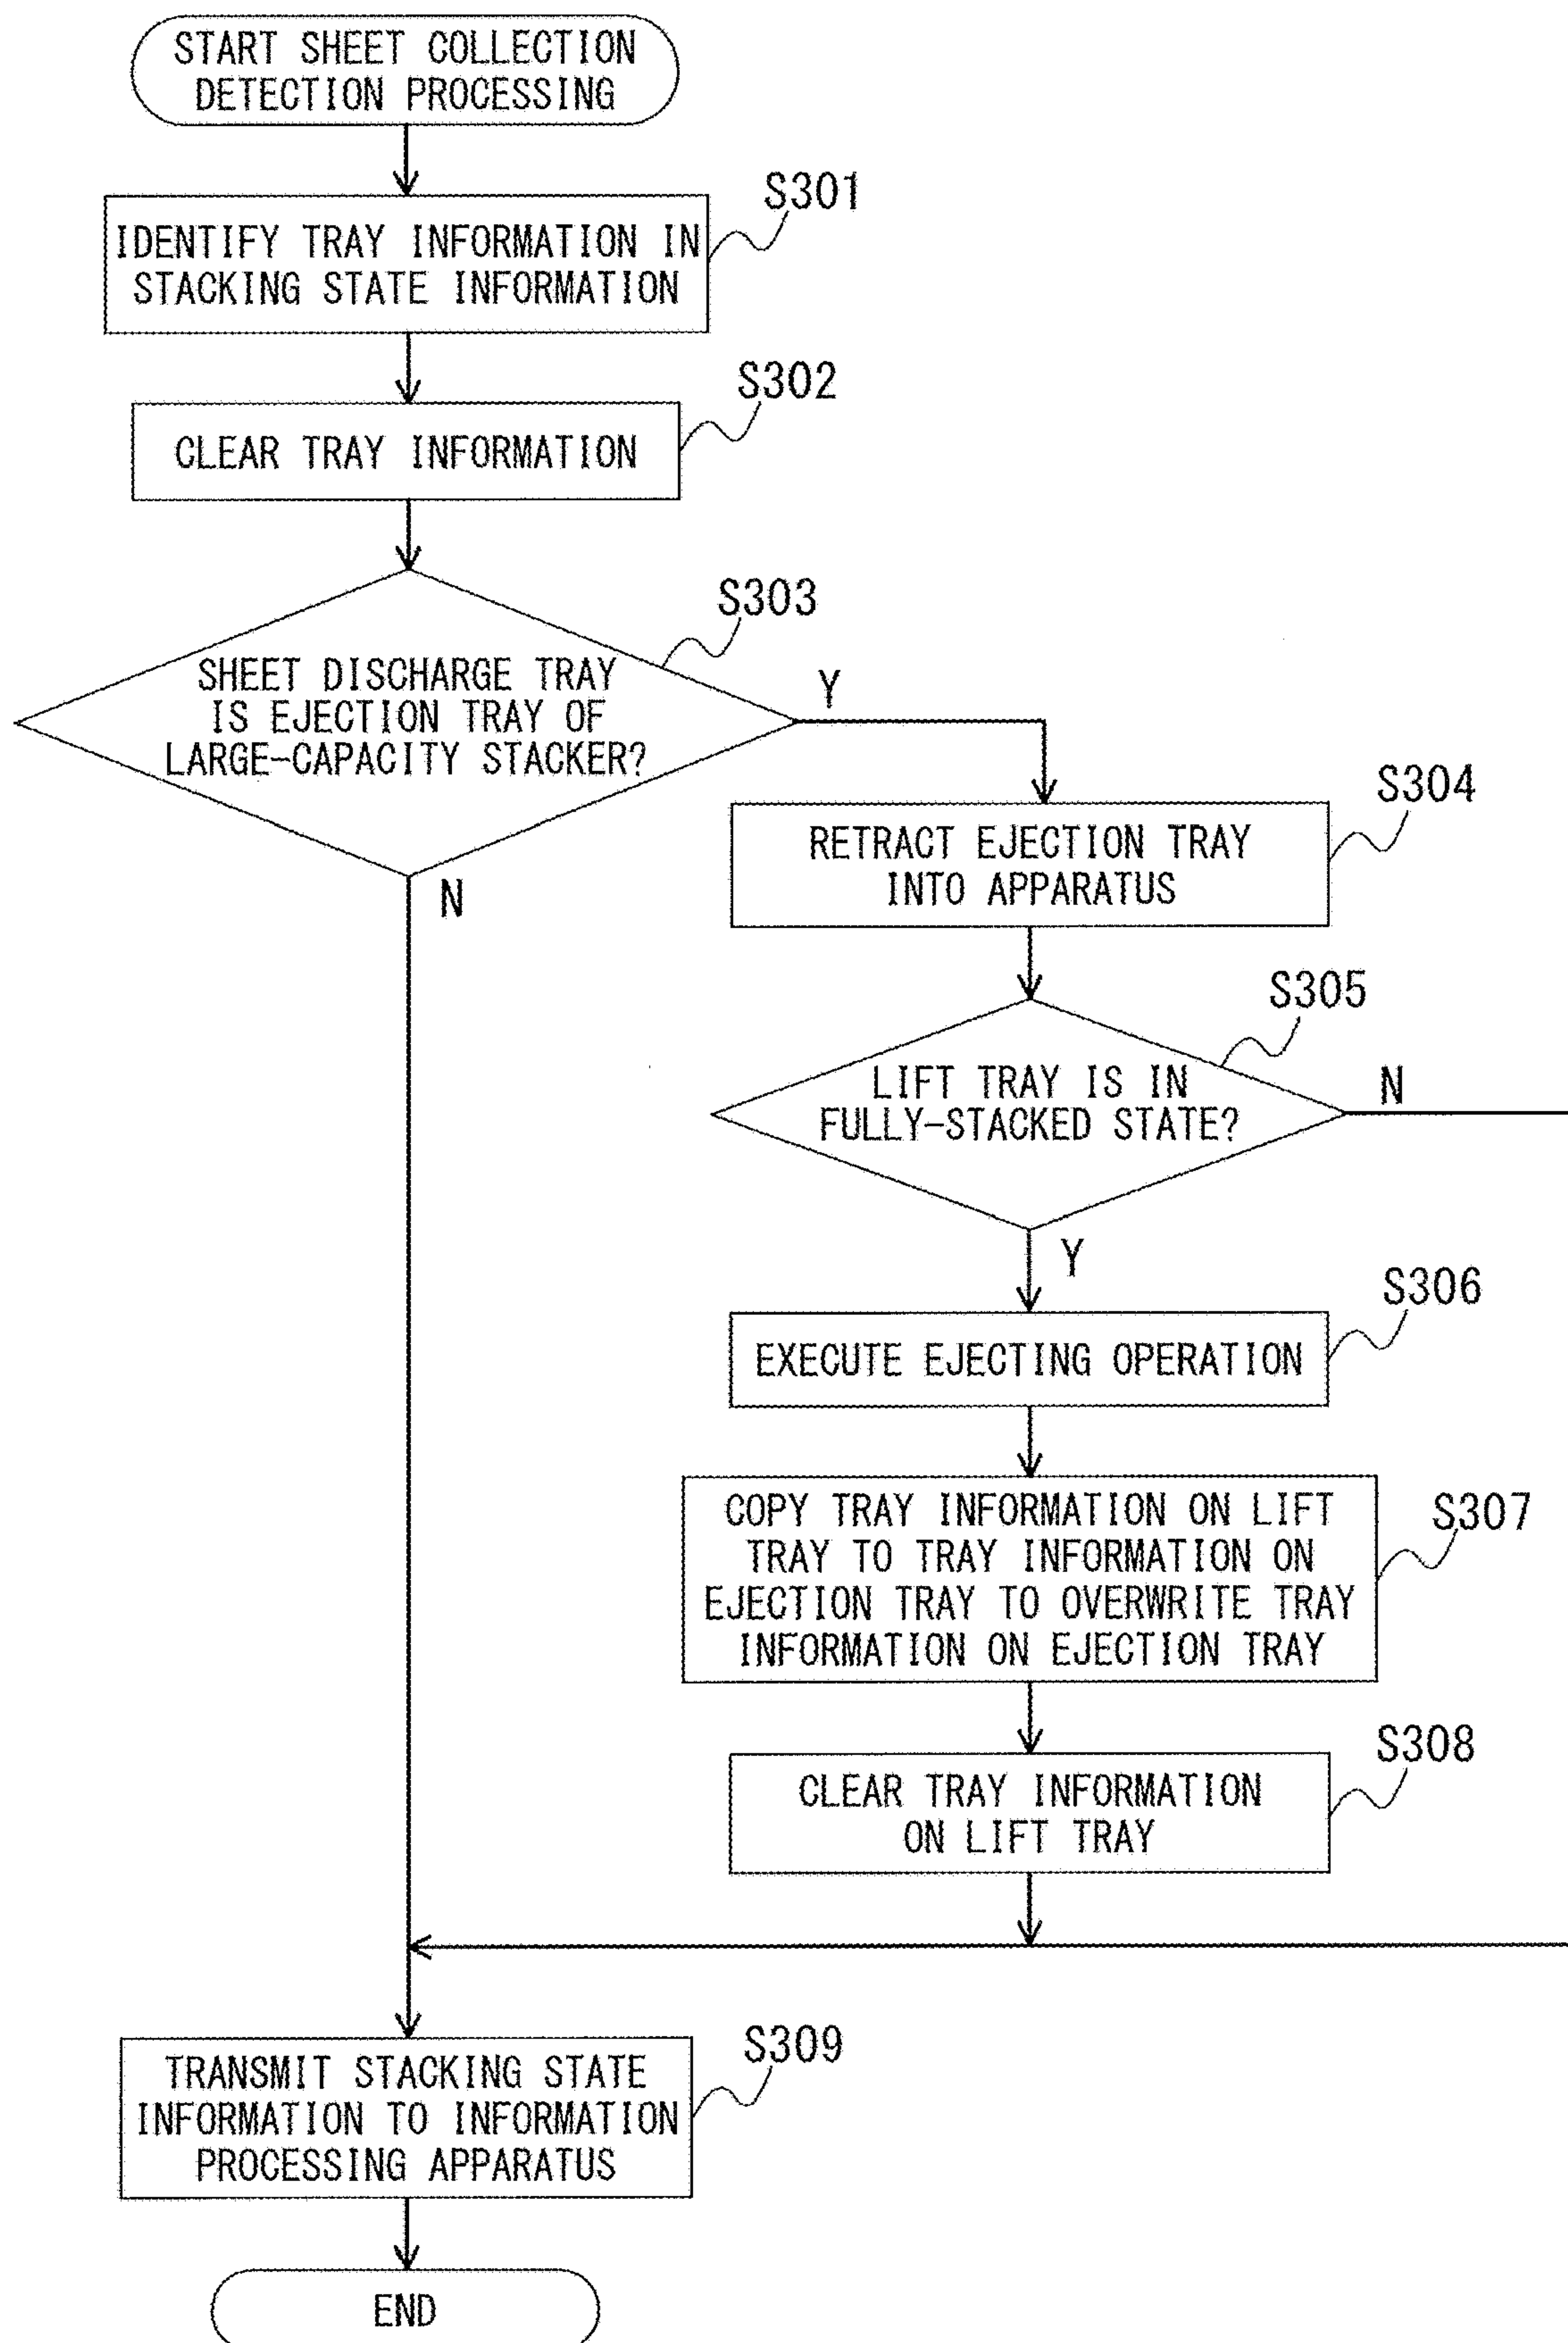 START SHEET COLLECTION
DETECTION PROCESSING
S301
IDENTIFY TRAY INFORMATION IN
STACKING STATE INFORMATION
S302
CLEAR TRAY INFORMATION
S303
SHEET DISCHARGE TRAY
IS EJECTION TRAY OF
LARGE-CAPACITY STACKER?
Y
N
S304
RETRACT EJECTION TRAY
INTO APPARATUS
S305
LIFT TRAY IS IN
FULLY-STACKED STATE?
N
Y
S306
EXECUTE EJECTING OPERATION
S307
COPY TRAY INFORMATION ON LIFT
TRAY TO TRAY INFORMATION ON
EJECTION TRAY TO OVERWRITE TRAY
INFORMATION ON EJECTION TRAY
S308
CLEAR TRAY INFORMATION
ON LIFT TRAY
S309
TRANSMIT STACKING STATE
INFORMATION TO INFORMATION
PROCESSING APPARATUS
END